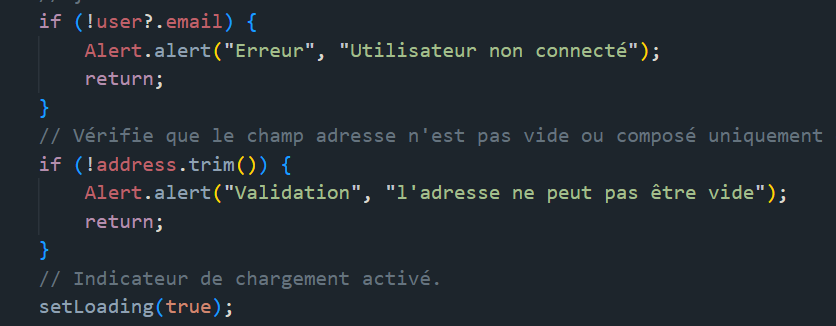 if (!user?.email) {
Alert.alert("Erreur", "Utilisateur non connecté");
return;
}
// Vérifie que le champ adresse n'est pas vide ou composé uniquement
if (!address.trim()) {
Alert.alert("Validation", "l'adresse ne peut pas être vide");
return;
}
// Indicateur de chargement activé.
setLoading(true);